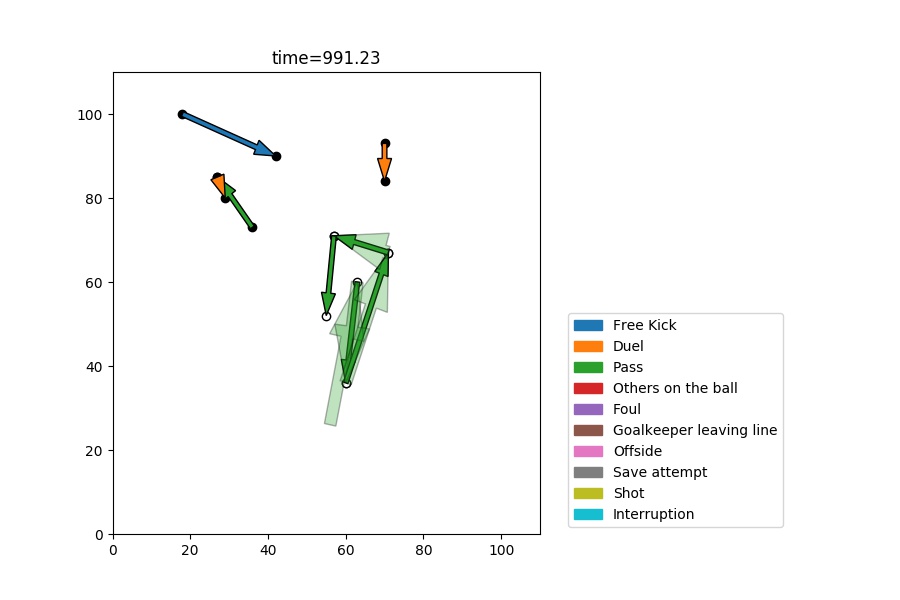 time=991.23
100
80
60
40
20
0
0 20 40 60 80 100
Free Kick
Duel
Pass
Others on the ball
Foul
Goalkeeper leaving line
Offside
Save attempt
Shot
Interruption